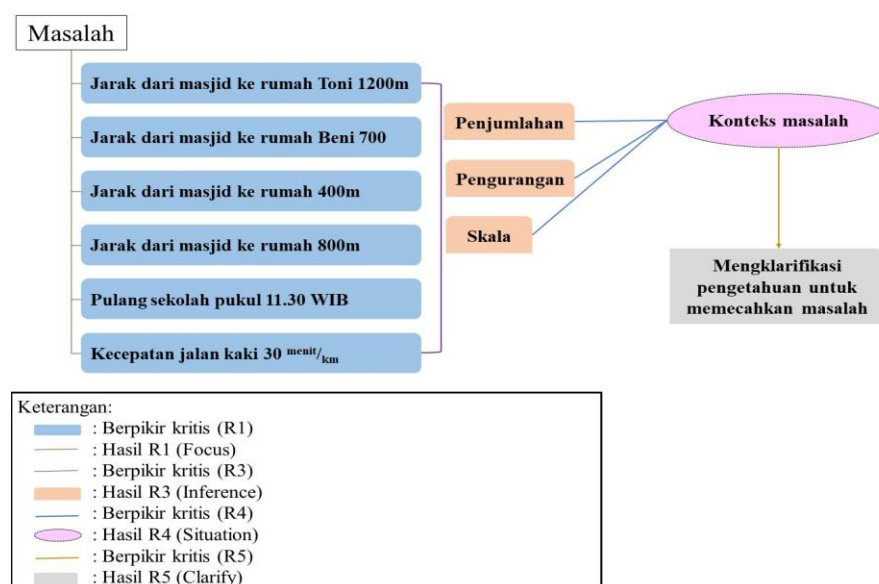 Masalah
Jarak dari masjid ke rumah Toni 1200m
Jarak dari masjid ke rumah Beni 700
Jarak dari masjid ke rumah 400m
Jarak dari masjid ke rumah 800m
Pulang sekolah pukul 11.30 WIB
Kecepatan jalan kaki 30 menit/km
Penjumlahan
Pengurangan
Skala
Konteks masalah
Mengklarifikasi
pengetahuan untuk
memecahkan masalah
Keterangan:
: Berpikir kritis (R1)
: Hasil R1 (Focus)
: Berpikir kritis (R3)
: Hasil R3 (Inference)
: Berpikir kritis (R4)
: Hasil R4 (Situation)
: Berpikir kritis (R5)
: Hasil R5 (Clarify)